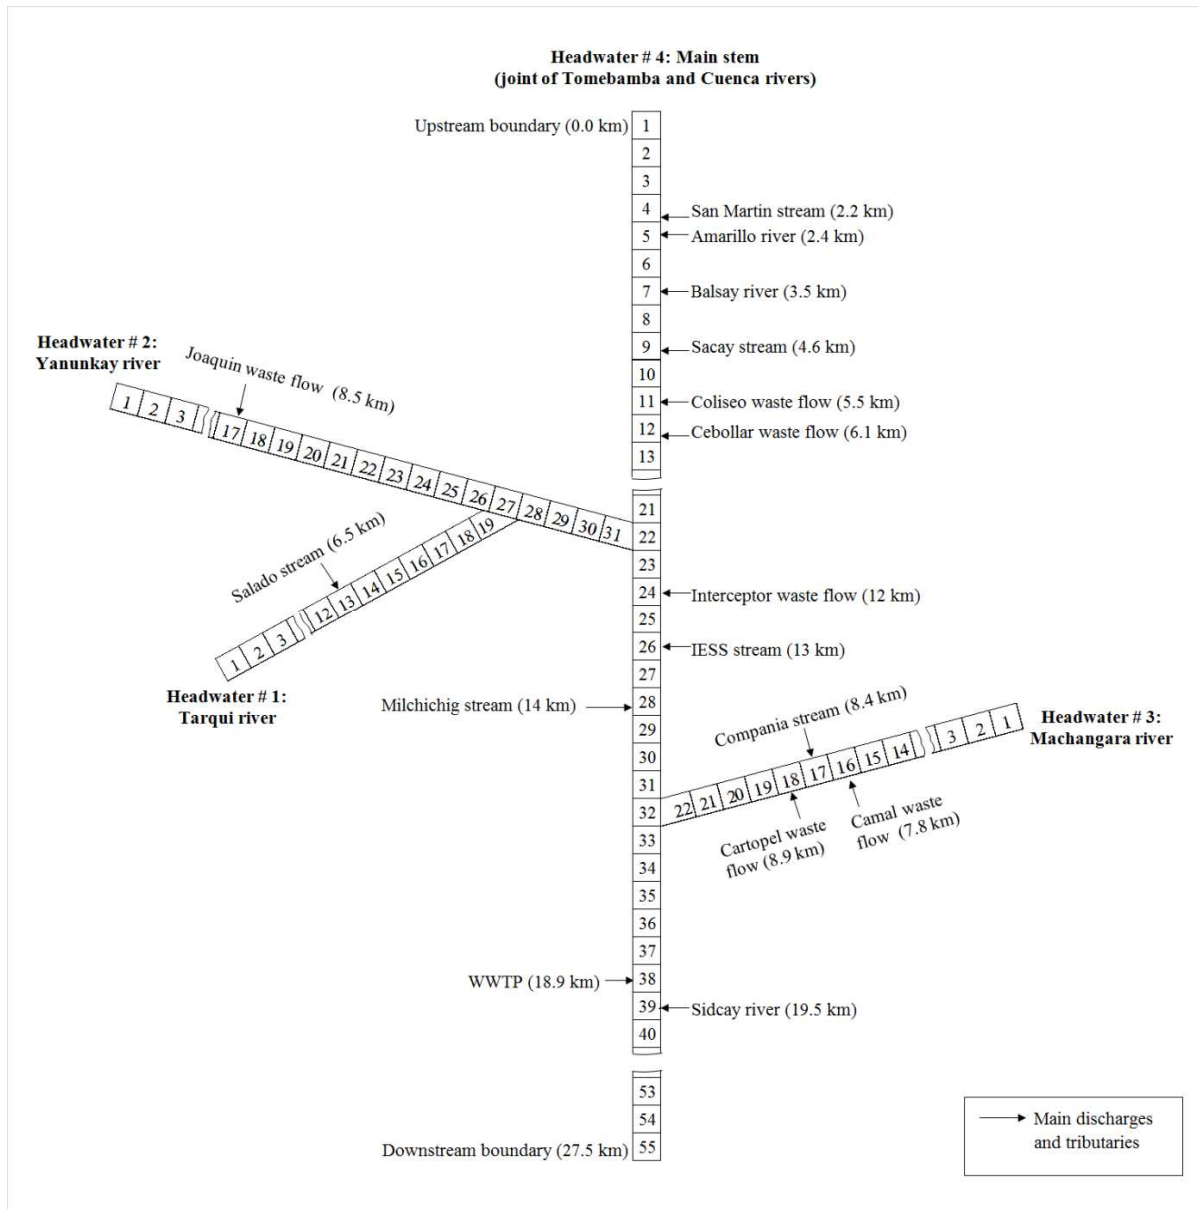 Headwater # 4: Main stem
(joint of Tomebamba and Cuenca rivers)
Upstream boundary (0.0 km)
1
2
3
4
San Martin stream (2.2 km)
5
Amarillo river (2.4 km)
6
7
Balsay river (3.5 km)
8
9
Sacay stream (4.6 km)
10
11
Coliseo waste flow (5.5 km)
12
Cebollar waste flow (6.1 km)
13
Headwater # 2:
Yanunkay river
Joaquin waste flow (8.5 km)
1 2 3 17 18 19 20 21 22 23 24 25 26 27 28 29 30 31
21
22
23
Salado stream (6.5 km)
1 2 3 12 13 14 15 16 17 18 19
Headwater # 1:
Tarqui river
24
Interceptor waste flow (12 km)
25
26
IESS stream (13 km)
27
Milchichig stream (14 km)
28
29
30
31
32
Compania stream (8.4 km)
Headwater # 3:
Machangara river
22 21 20 19 18 17 16 15 14 3 2 1
Cartopel waste
flow (8.9 km)
Camal waste
flow (7.8 km)
33
34
35
36
37
WWTP (18.9 km)
38
39
Sidcay river (19.5 km)
40
53
54
Downstream boundary (27.5 km)
55
Main discharges
and tributaries